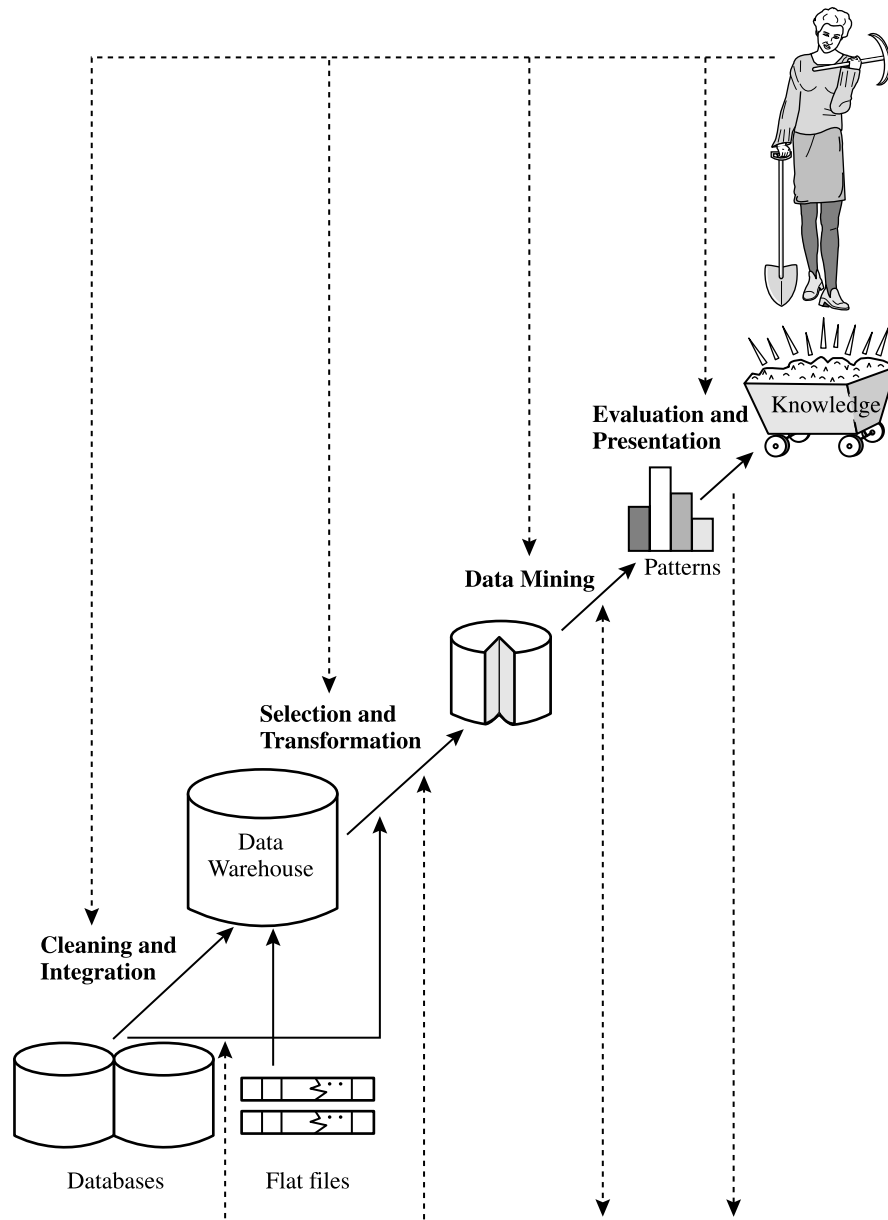 Knowledge
Evaluation and
Presentation
Patterns
Data Mining
Selection and
Transformation
Data
Warehouse
Cleaning and
Integration
Databases
Flat files